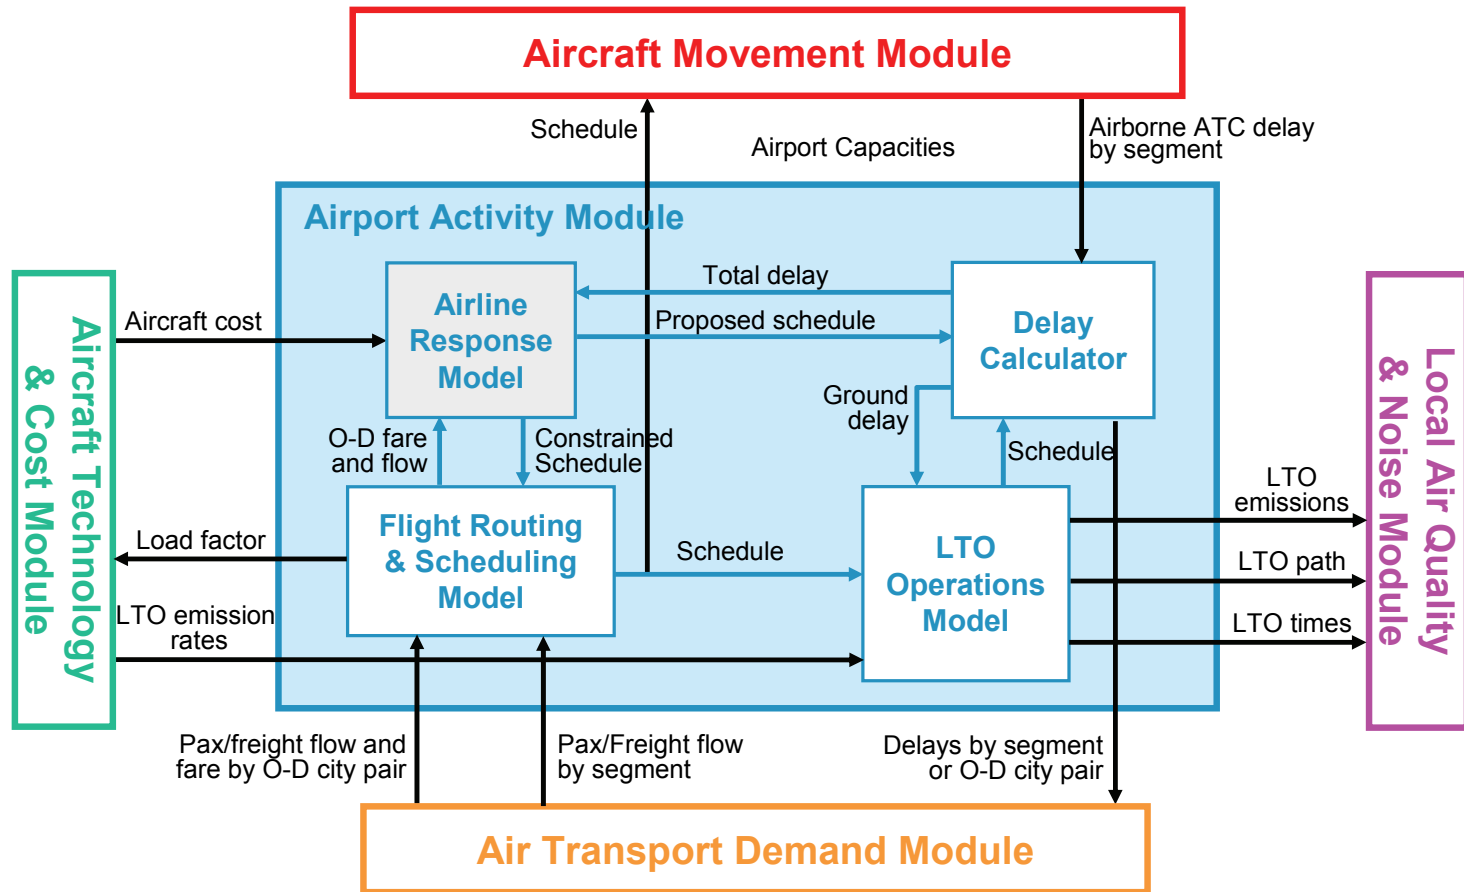 Aircraft Movement Module
Schedule
Airport Capacities
Airborne ATC delay
by segment
Airport Activity Module
Aircraft Technology
& Cost Module
Aircraft cost
Airline
Response
Model
Total delay
Proposed schedule
Delay
Calculator
Local Air Quality
& Noise Module
O-D fare
and flow
Constrained
Schedule
Ground
delay
Schedule
Load factor
Flight Routing
& Scheduling
Model
Schedule
LTO
Operations
Model
LTO
emissions
LTO path
LTO times
LTO emission
rates
Pax/freight flow and
fare by O-D city pair
Pax/Freight flow
by segment
Delays by segment
or O-D city pair
Air Transport Demand Module